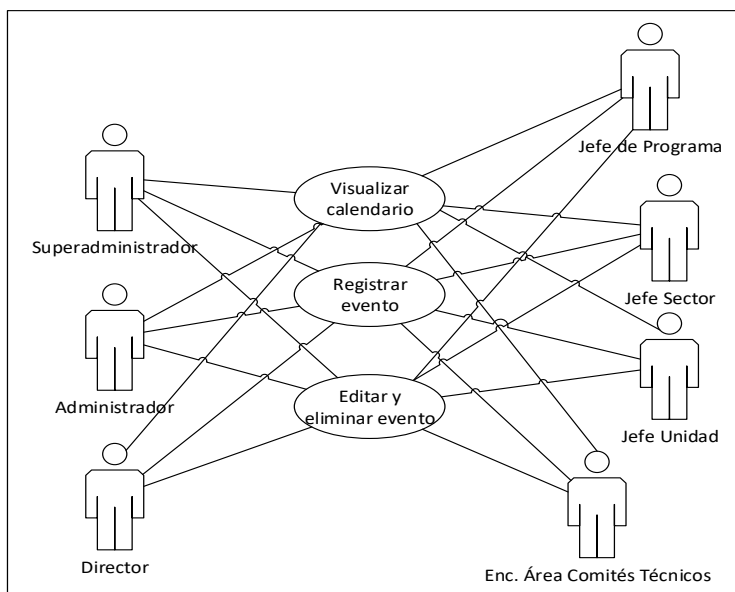 Jefe de Programa
Visualizar
calendario
Superadministrador
Registrar
evento
Jefe Sector
Administrador
Editar y
eliminar evento
Jefe Unidad
Director
Enc. Área Comités Técnicos